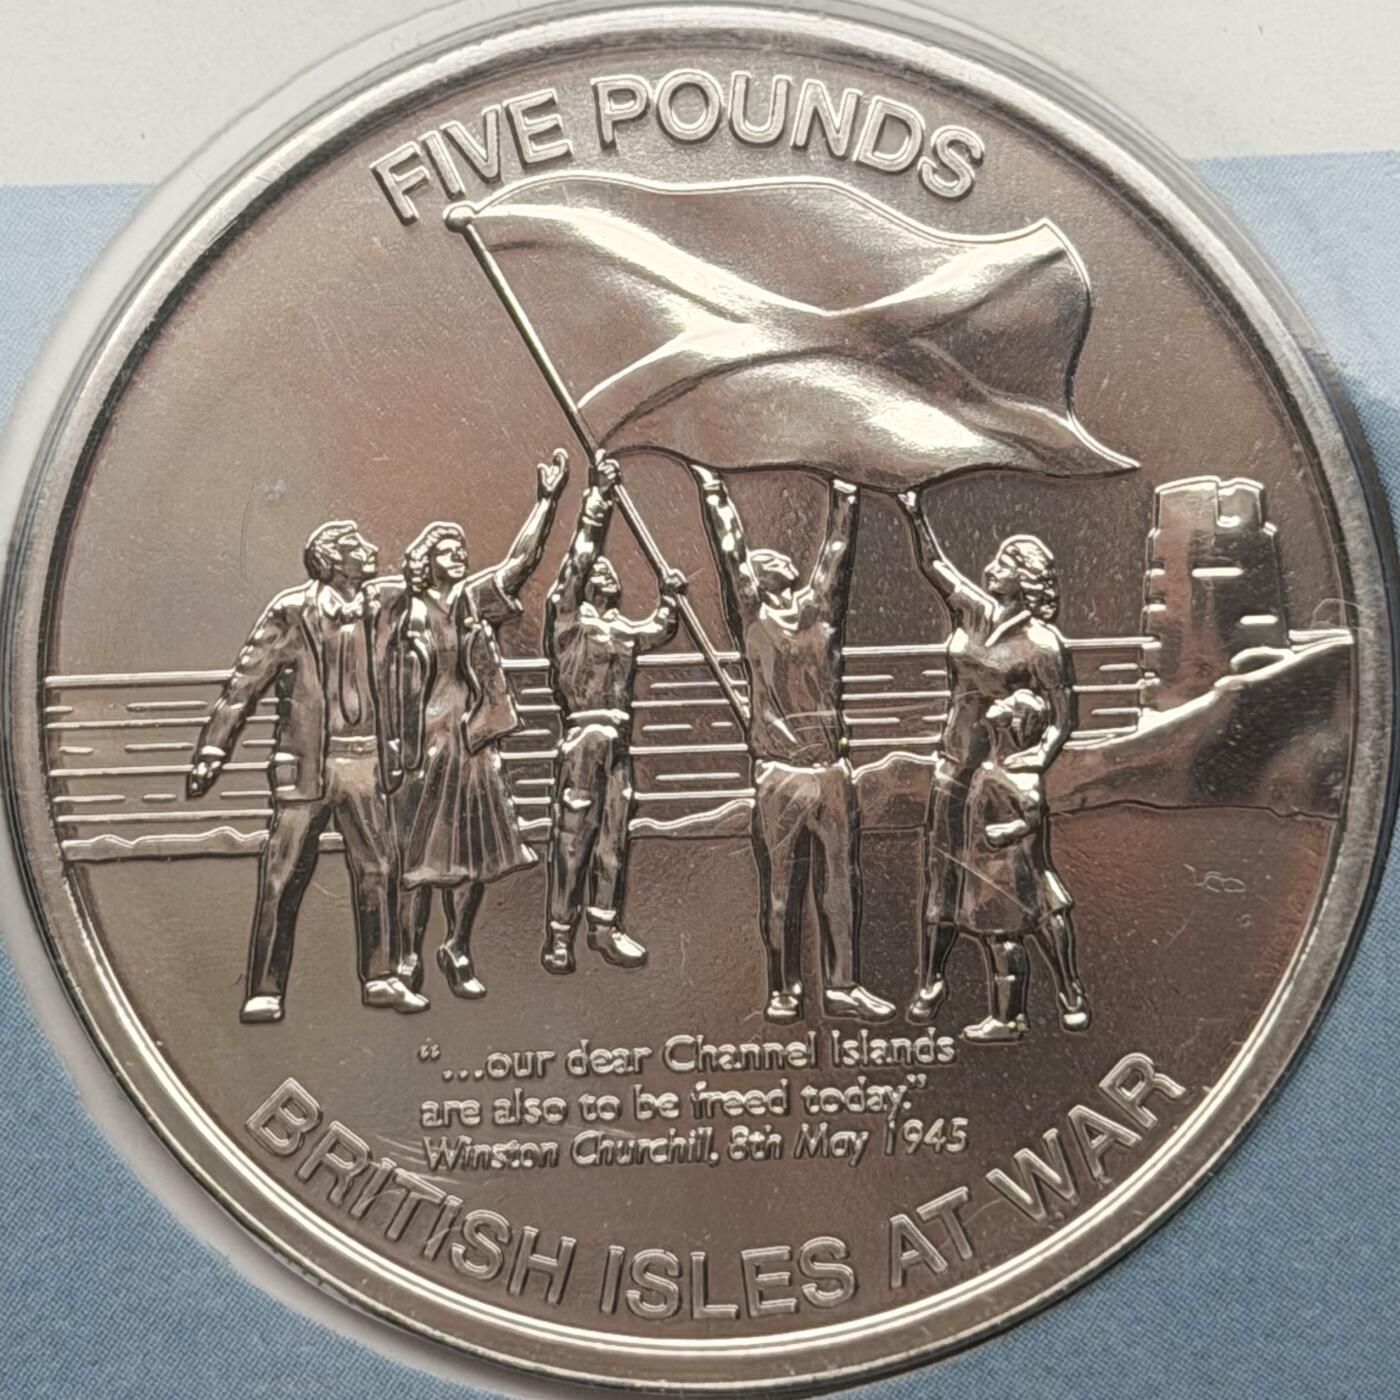 FIVE POUNDS
"...our dear Channel Islands
are also to be freed today."
Winston Churchill, 8th May 1945
BRITISH ISLES AT WAR